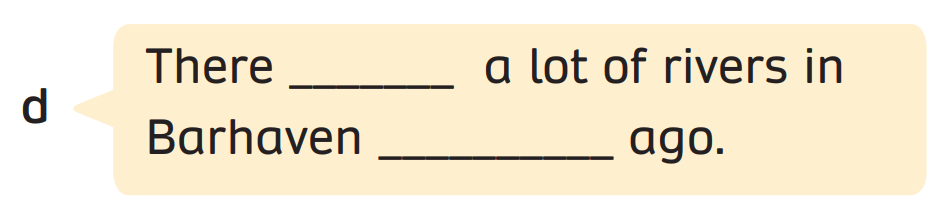 d
There _______ a lot of rivers in
Barhaven __________ ago.